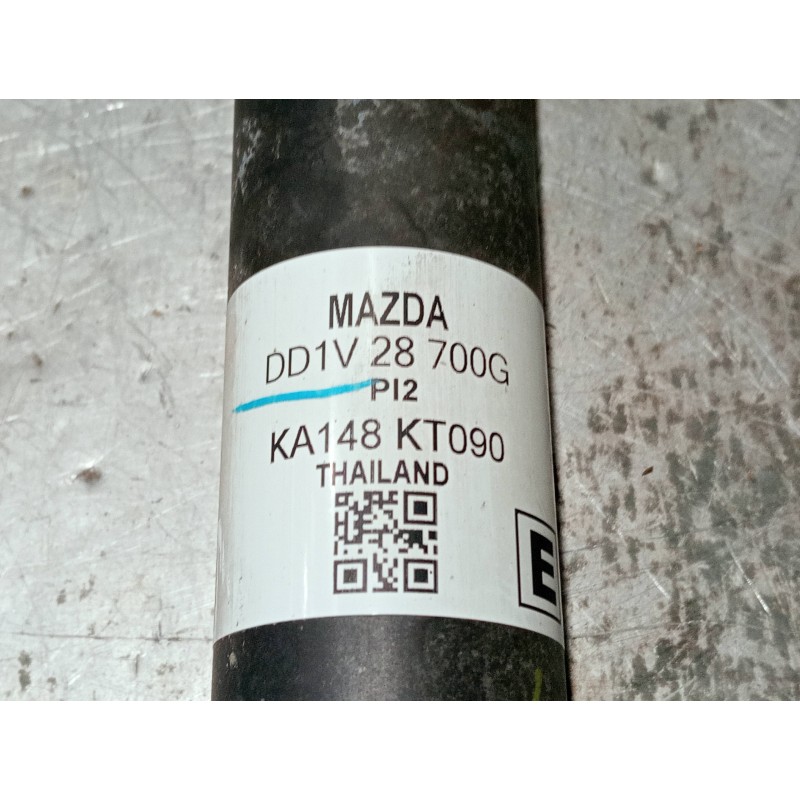 MAZDA
DD1V 28 700G
PI2
KA148 KT090
THAILAND
E